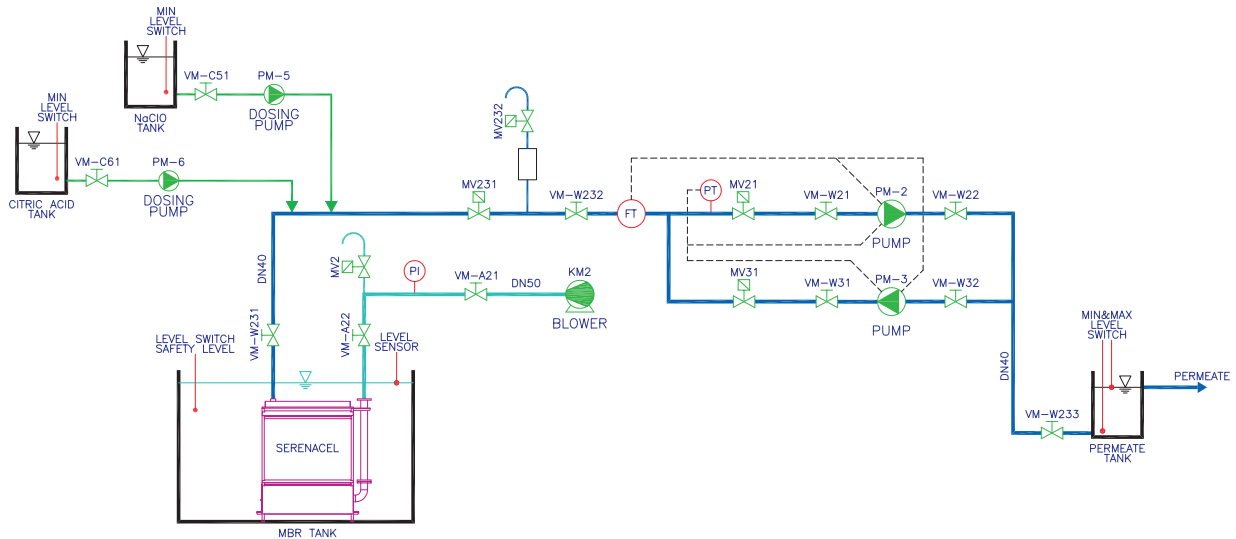 MIN
LEVEL
SWITCH
VM-C51
PM-5
DOSING
PUMP
NaClO
TANK
MIN
LEVEL
SWITCH
VM-C61
PM-6
DOSING
PUMP
CITRIC ACID
TANK
MV232
MV231
VM-W232
FT
PT
MV21
VM-W21
PM-2
PUMP
VM-W22
MV31
VM-W31
PM-3
PUMP
VM-W32
DN40
MV2
PI
VM-A21
DN50
KM2
BLOWER
VM-W231
VM-A22
LEVEL SWITCH
SAFETY LEVEL
LEVEL
SENSOR
SERENACEL
MBR TANK
DN40
MIN&MAX
LEVEL
SWITCH
PERMEATE
VM-W233
PERMEATE
TANK